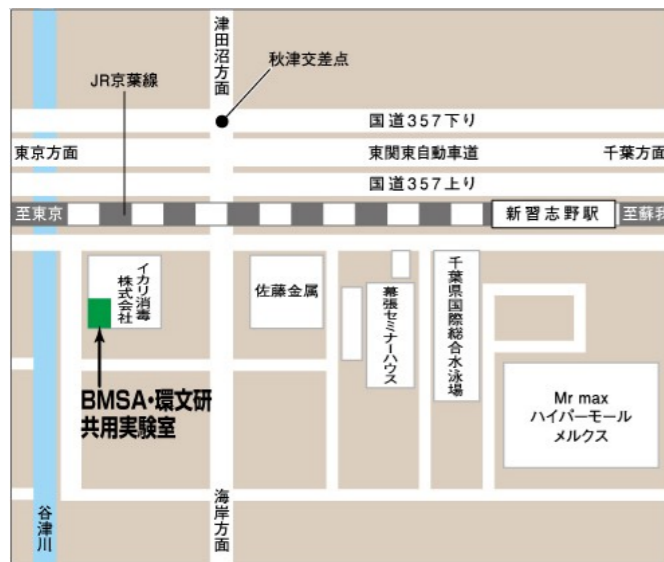 津田沼方面
秋津交差点
JR京葉線
国道357下り
東京方面
東関東自動車道
千葉方面
国道357上り
至東京
新習志野駅
至蘇我
イカリ消毒
株式会社
佐藤金属
幕張セミナーハウス
千葉県国際総合水泳場
BMSA・環文研
共用実験室
Mr max
ハイパーモール
メルクス
谷津川
海岸方面